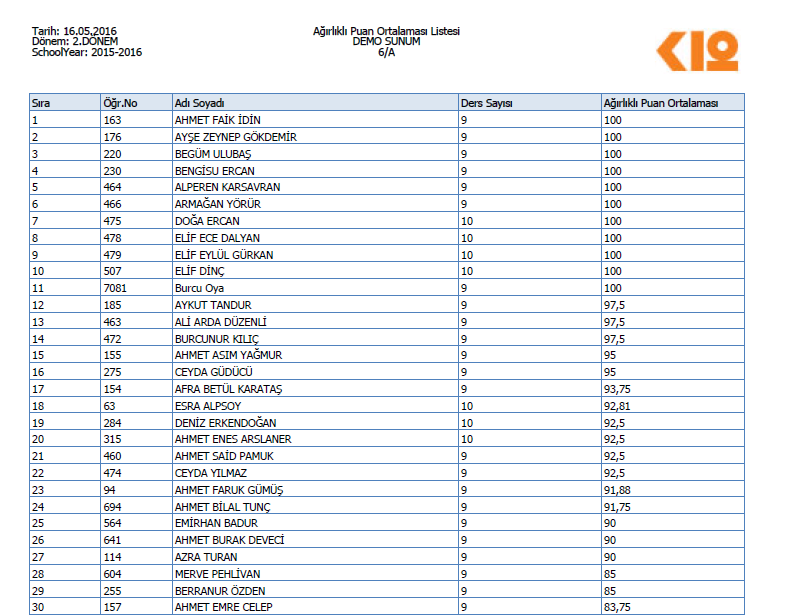 Tarih: 16.05.2016
Dönem: 2.DÖNEM
SchoolYear: 2015-2016
Ağırlıklı Puan Ortalaması Listesi
DEMO SUNUM
6/A
Sıra Öğr.No Adı Soyadı Ders Sayısı Ağırlıklı Puan Ortalaması
1 163 AHMET FAİK İDİN 9 100
2 176 AYŞE ZEYNEP GÖKDEMİR 9 100
3 220 BEGÜM ULUBAŞ 9 100
4 230 BENGİSU ERCAN 9 100
5 464 ALPEREN KARSAVRAN 9 100
6 466 ARMAĞAN YÖRÜR 9 100
7 475 DOĞA ERCAN 10 100
8 478 ELİF ECE DALYAN 10 100
9 479 ELİF EYLÜL GÜRKAN 10 100
10 507 ELİF DİNÇ 10 100
11 7081 Burcu Oya 9 100
12 185 AYKUT TANDUR 9 97,5
13 463 ALİ ARDA DÜZENLİ 9 97,5
14 472 BURCUNUR KILIÇ 9 97,5
15 155 AHMET ASIM YAĞMUR 9 95
16 275 CEYDA GÜDÜCÜ 9 95
17 154 AFRA BETÜL KARATAŞ 9 93,75
18 63 ESRA ALPSOY 10 92,81
19 284 DENİZ ERKENDOĞAN 10 92,5
20 315 AHMET ENES ARSLANER 10 92,5
21 460 AHMET SAİD PAMUK 9 92,5
22 474 CEYDA YILMAZ 9 92,5
23 94 AHMET FARUK GÜMÜŞ 9 91,88
24 694 AHMET BİLAL TUNÇ 9 91,75
25 564 EMİRHAN BADUR 9 90
26 641 AHMET BURAK DEVECİ 9 90
27 114 AZRA TURAN 9 90
28 604 MERVE PEHLİVAN 9 85
29 255 BERRANUR ÖZDEN 9 85
30 157 AHMET EMRE CELEP 9 83,75